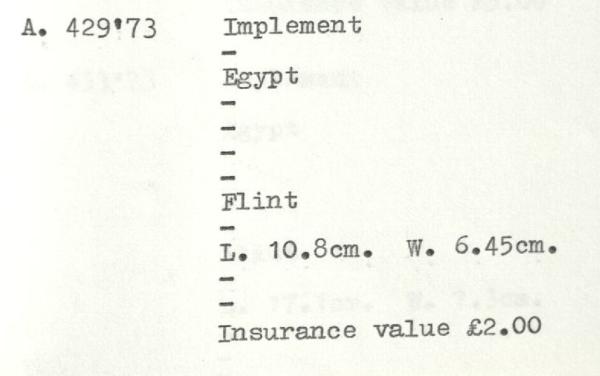 A. 429'73 Implement
-
Egypt
-
-
-
-
Flint
-
L. 10.8cm. W. 6.45cm.
-
-
Insurance value £2.00